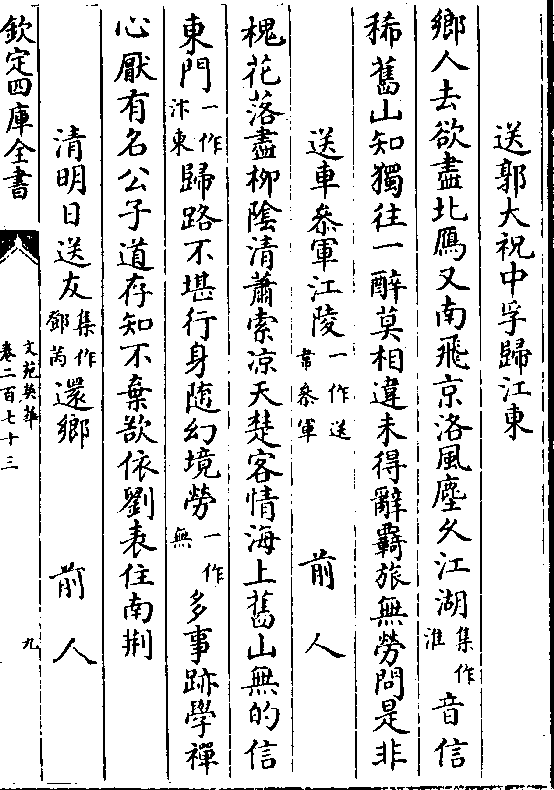 送郭大祝中孚歸江東
鄉人去欲盡北鴈又南飛京洛風塵久江湖集作淮音信
稀舊山知獨往一醉莫相違未得辭羇旅無勞問是非
送車叅軍江陵一作送韋叅軍 前人
槐花落盡柳陰清蕭索凉天楚客情海上舊山無的信
東門一作汴東歸路不堪行身隨幻境勞一作無多事跡學禪
心厭有名公子道存知不棄欲依劉表住南荆
清明日送友集作鄧芮還鄉 前人
欽定四庫全書
文苑英華
卷二百七十三
九